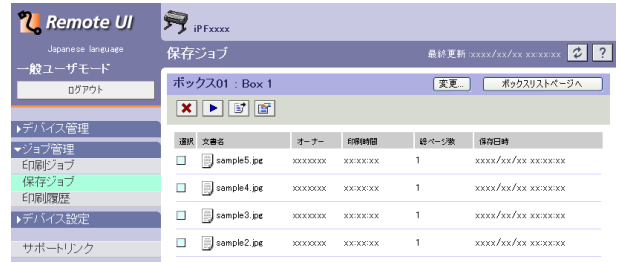 Remote UI
Japanese language
一般ユーザモード
ログアウト
デバイス管理
ジョブ管理
印刷ジョブ
保存ジョブ
印刷履歴
デバイス設定
サポートリンク
iPFxxxx
保存ジョブ
最終更新 :xxxx/xx/xx xx:xx:xx
?
ボックス01 : Box 1
変更...
ボックスリストページへ
選択 文書名 オーナー 印刷時間 総ページ数 保存日時
sample5.jpg xxxxxxx xx:xx:xx 1 xxxx/xx/xx xx:xx:xx
sample4.jpg xxxxxxx xx:xx:xx 1 xxxx/xx/xx xx:xx:xx
sample3.jpg xxxxxxx xx:xx:xx 1 xxxx/xx/xx xx:xx:xx
sample2.jpg xxxxxxx xx:xx:xx 1 xxxx/xx/xx xx:xx:xx